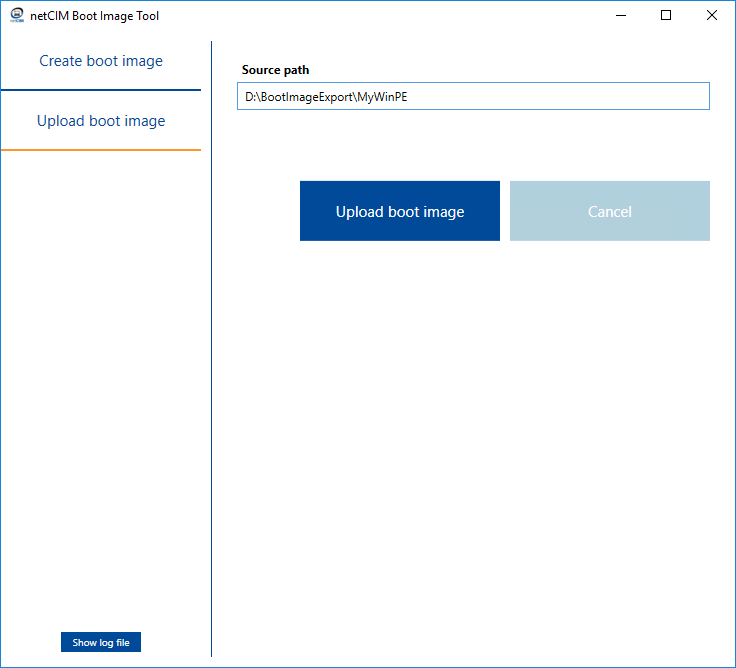 netCIM Boot Image Tool
Create boot image
Upload boot image
Source path
D:\BootImageExport\MyWinPE
Upload boot image
Cancel
Show log file